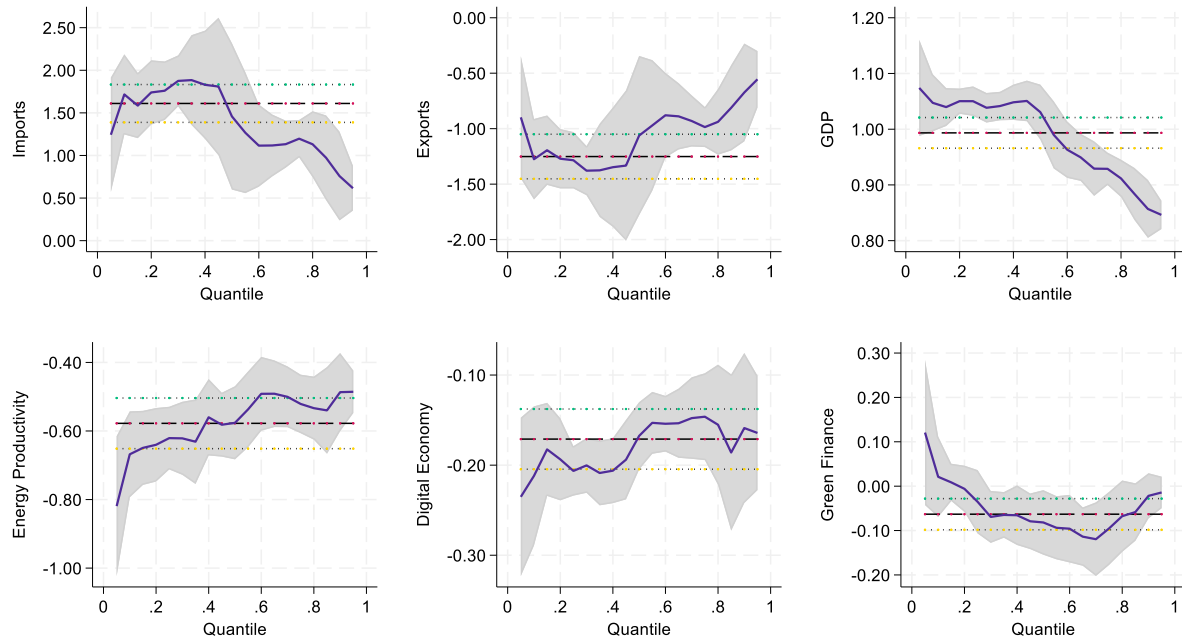 Imports
2.50
2.00
1.50
1.00
0.50
0.00
0 .2 .4 .6 .8 1
Quantile
Exports
0.00
-0.50
-1.00
-1.50
-2.00
0 .2 .4 .6 .8 1
Quantile
GDP
1.20
1.10
1.00
0.90
0.80
0 .2 .4 .6 .8 1
Quantile
Energy Productivity
-0.40
-0.60
-0.80
-1.00
0 .2 .4 .6 .8 1
Quantile
Digital Economy
-0.10
-0.20
-0.30
0 .2 .4 .6 .8 1
Quantile
Green Finance
0.30
0.20
0.10
0.00
-0.10
-0.20
0 .2 .4 .6 .8 1
Quantile